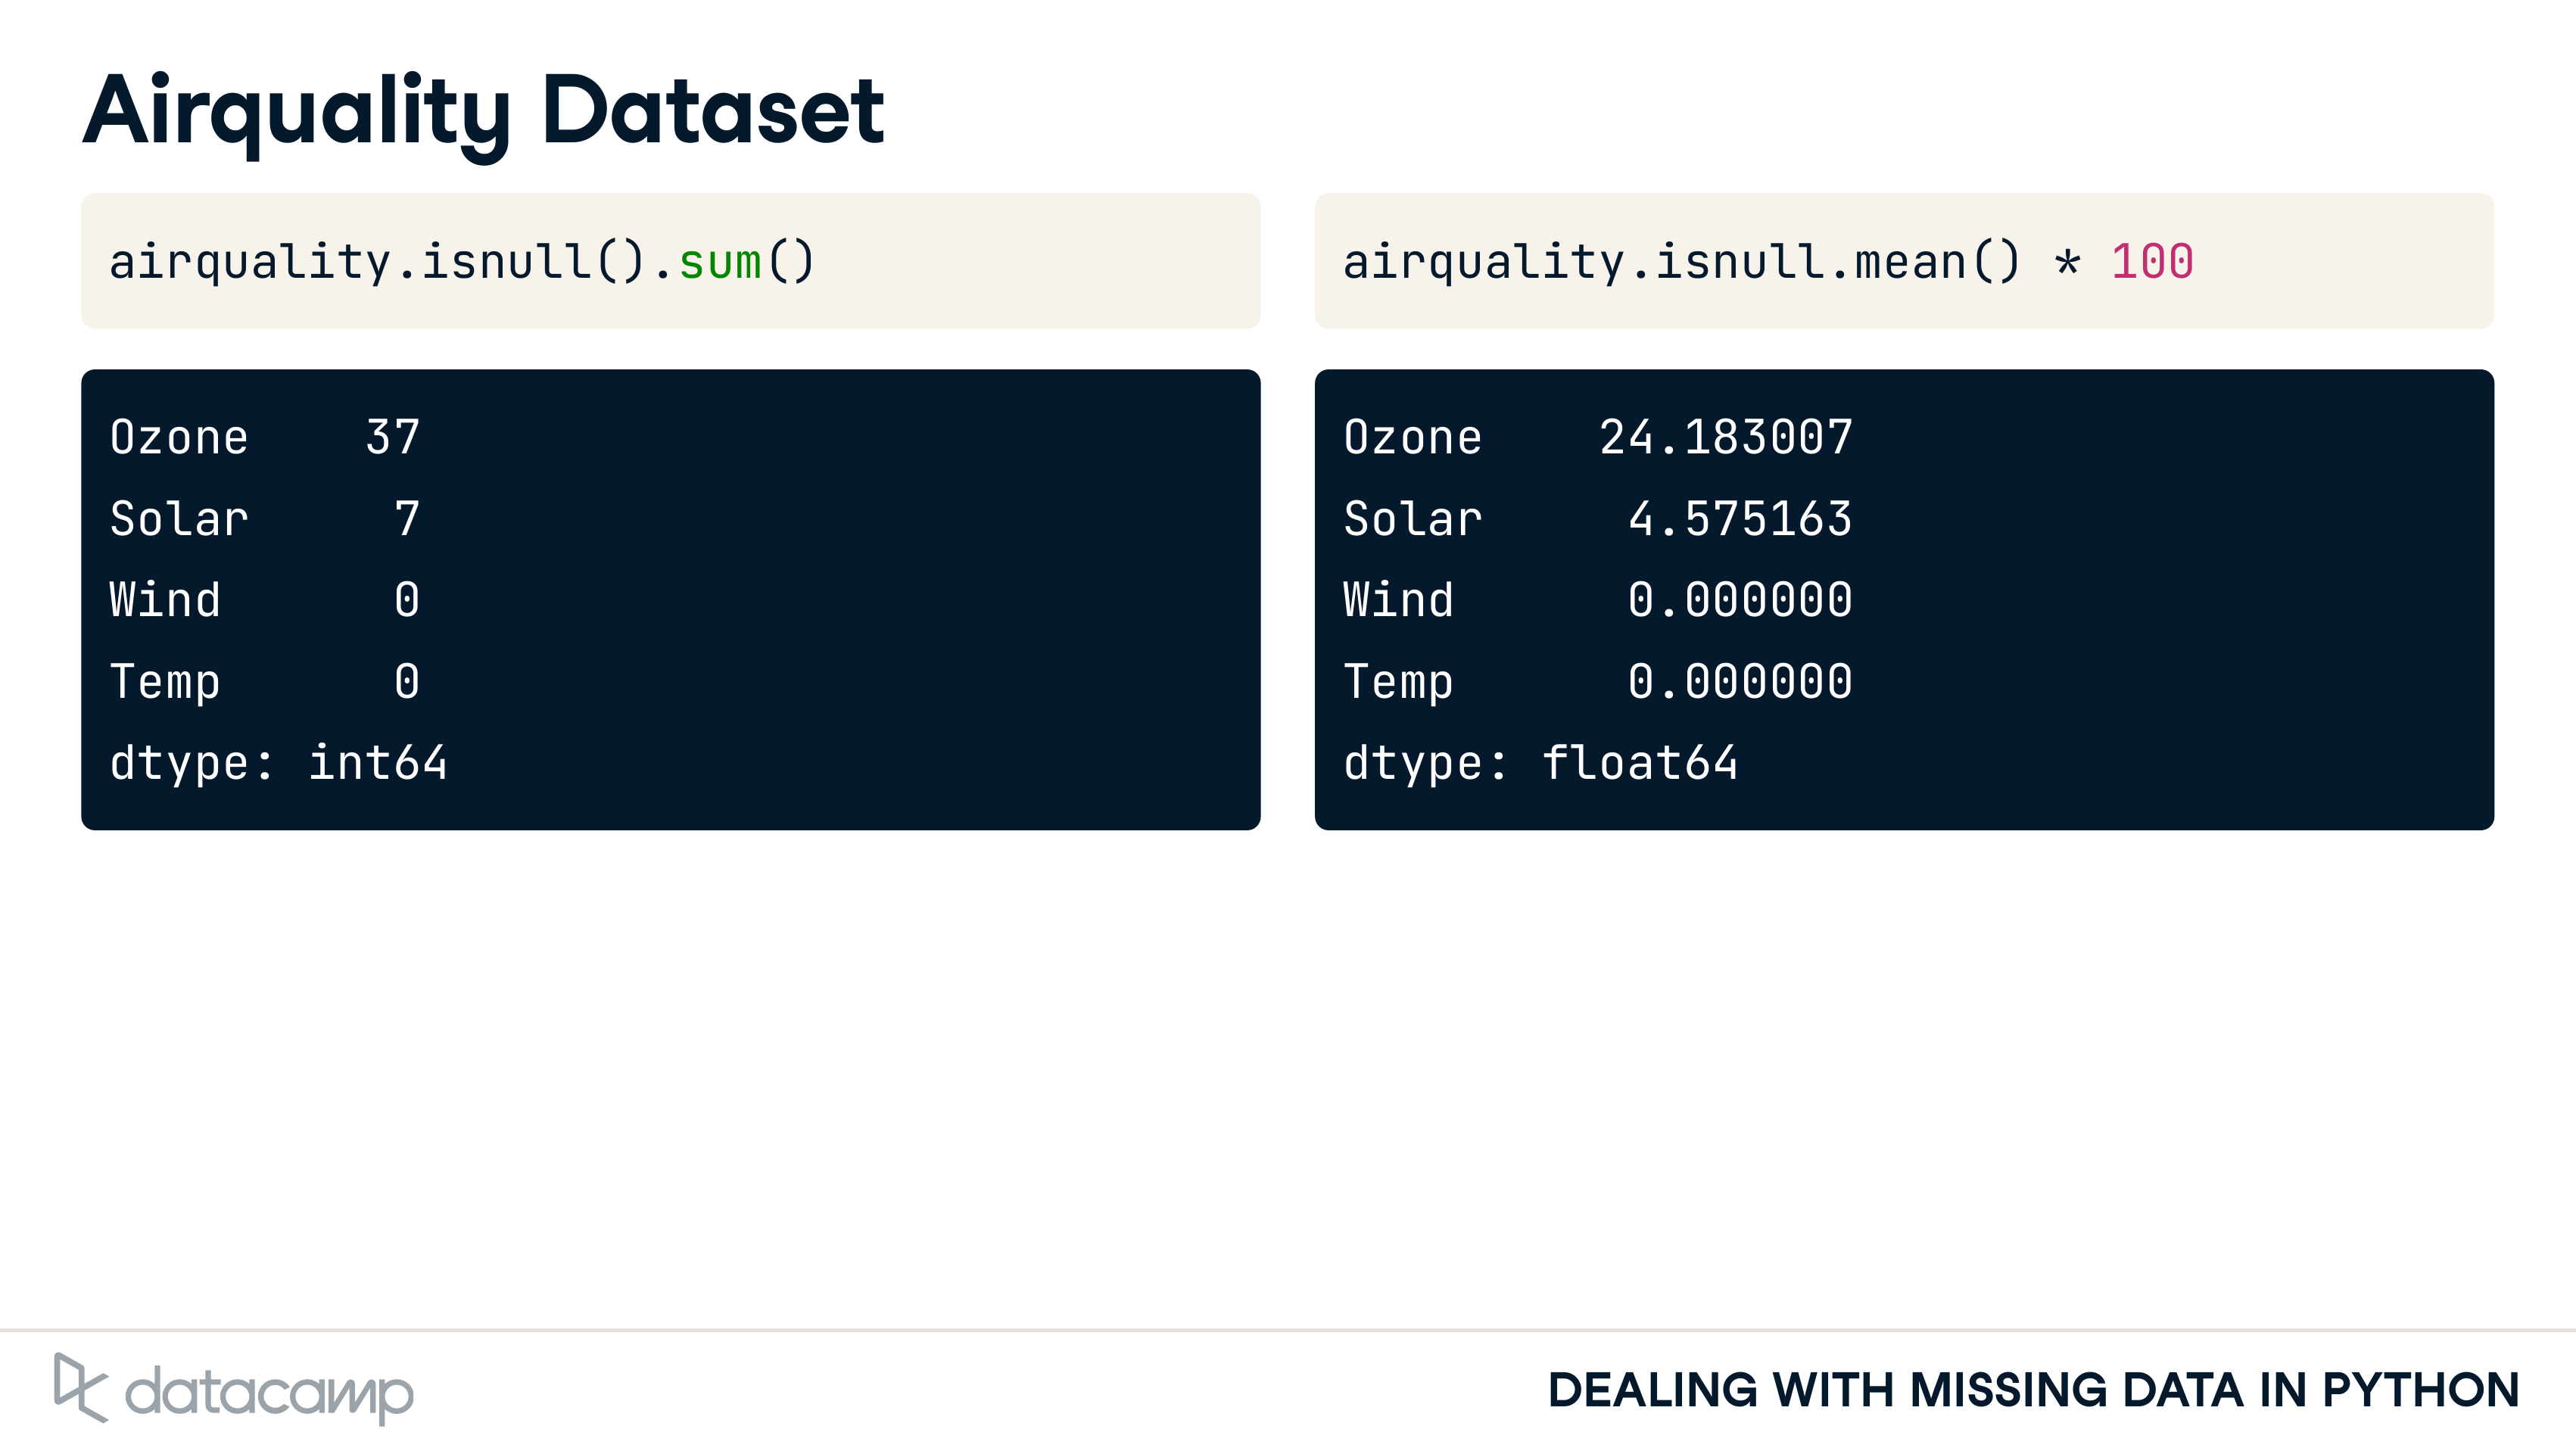 Airquality Dataset
airquality.isnull().sum()
Ozone    37
Solar     7
Wind      0
Temp      0
dtype: int64
airquality.isnull.mean() * 100
Ozone    24.183007
Solar     4.575163
Wind      0.000000
Temp      0.000000
dtype: float64
datacamp
DEALING WITH MISSING DATA IN PYTHON